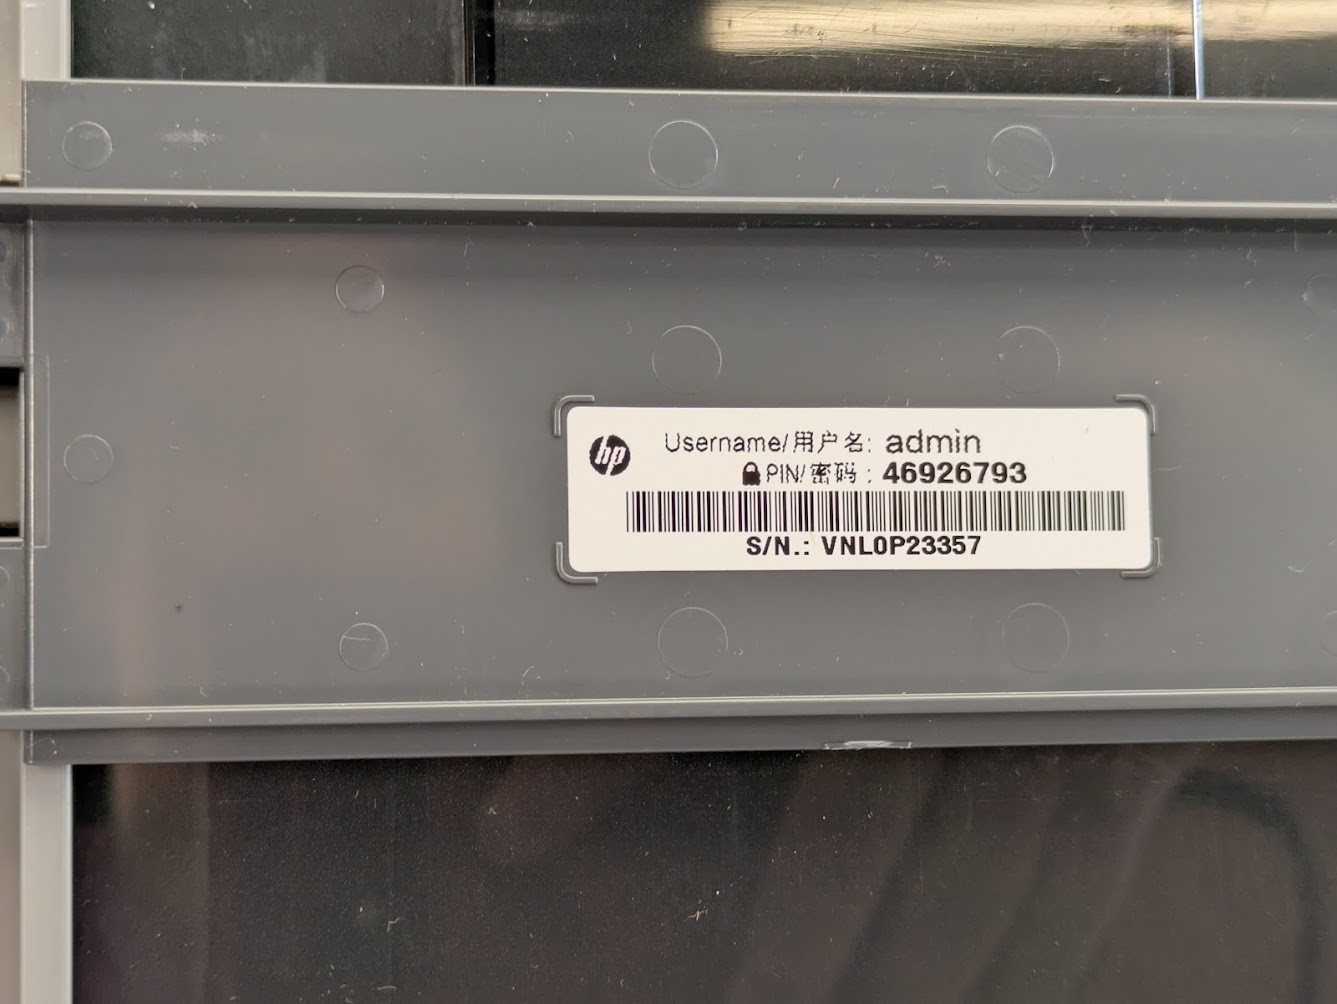 hp
Username/用户名: admin
PIN/密码 : 46926793
S/N.: VNL0P23357